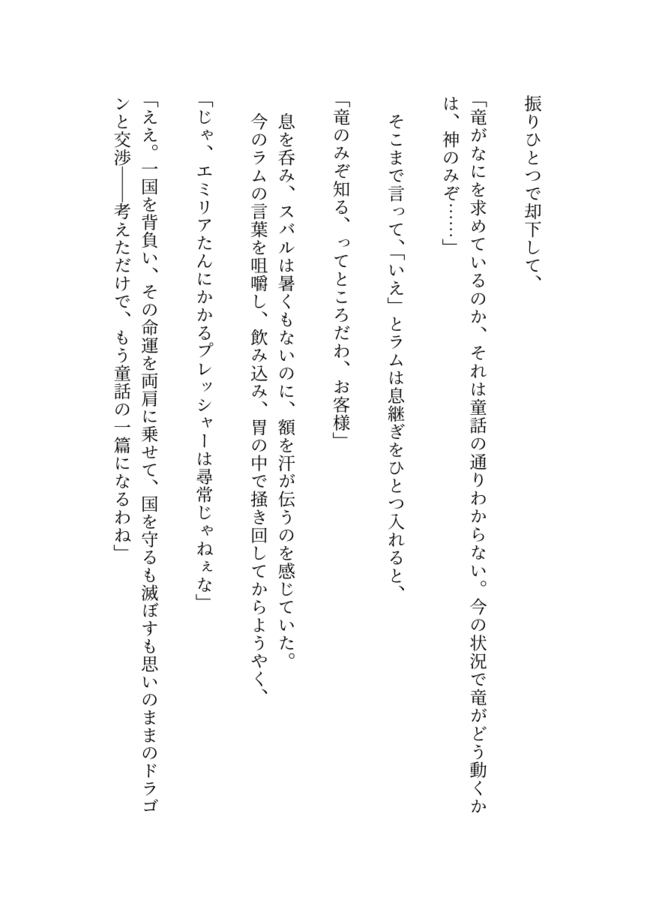 振りひとつで却下して、
「竜がなにを求めているのか、それは童話の通りわからない。今の状況で竜がどう動くか
は、神のみぞ……」
そこまで言って、「いえ」とラムは息継ぎをひとつ入れると、
「竜のみぞ知る、ってところだわ、お客様」
息を呑み、スバルは暑くもないのに、額を汗が伝うのを感じていた。
今のラムの言葉を咀嚼し、飲み込み、胃の中で掻き回してからようやく、
「じゃ、エミリアたんにかかるプレッシャーは尋常じゃねぇな」
「ええ。一国を背負い、その命運を両肩に乗せて、国を守るも滅ぼすも思いのままのドラゴ
ンと交渉――考えただけで、もう童話の一篇になるわね」